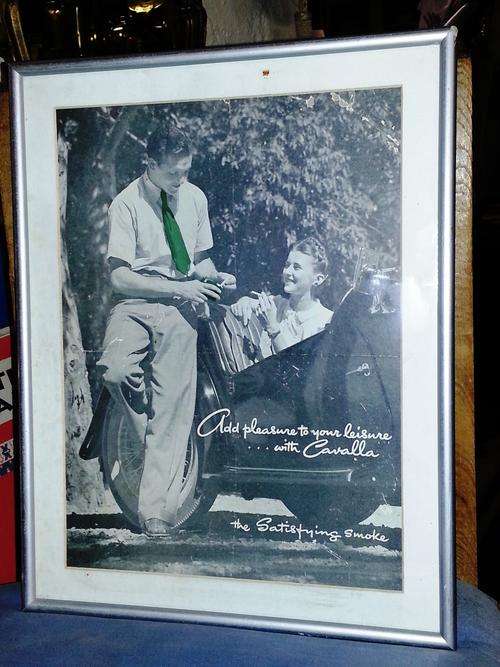 Add pleasure to your leisure
... with Cavalla
the Satisfying smoke